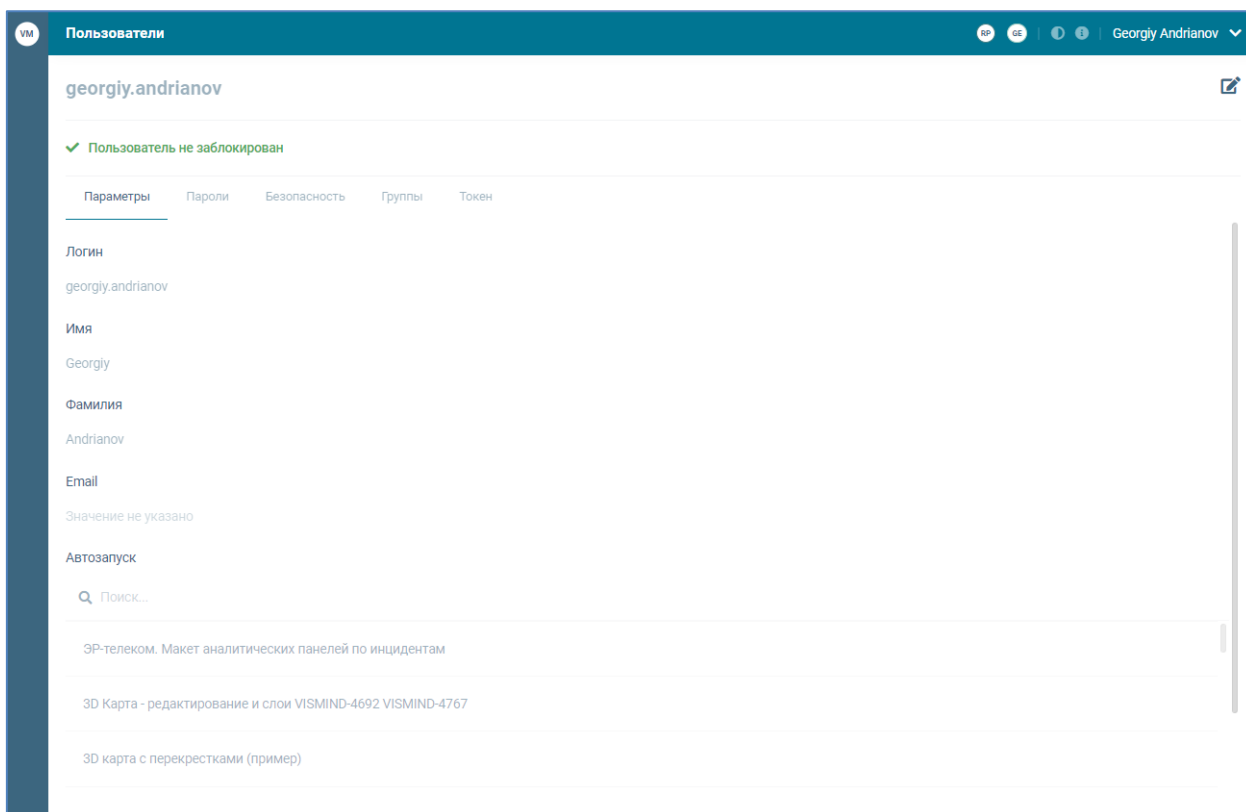 VM
Пользователи
RP GE Georgiy Andrianov
georgiy.andrianov
Пользователь не заблокирован
Параметры Пароли Безопасность Группы Токен
Логин
georgiy.andrianov
Имя
Georgiy
Фамилия
Andrianov
Email
Значение не указано
Автозапуск
Поиск...
ЭР-телеком. Макет аналитических панелей по инцидентам
3D Карта - редактирование и слои VISMIND-4692 VISMIND-4767
3D карта с перекрестками (пример)